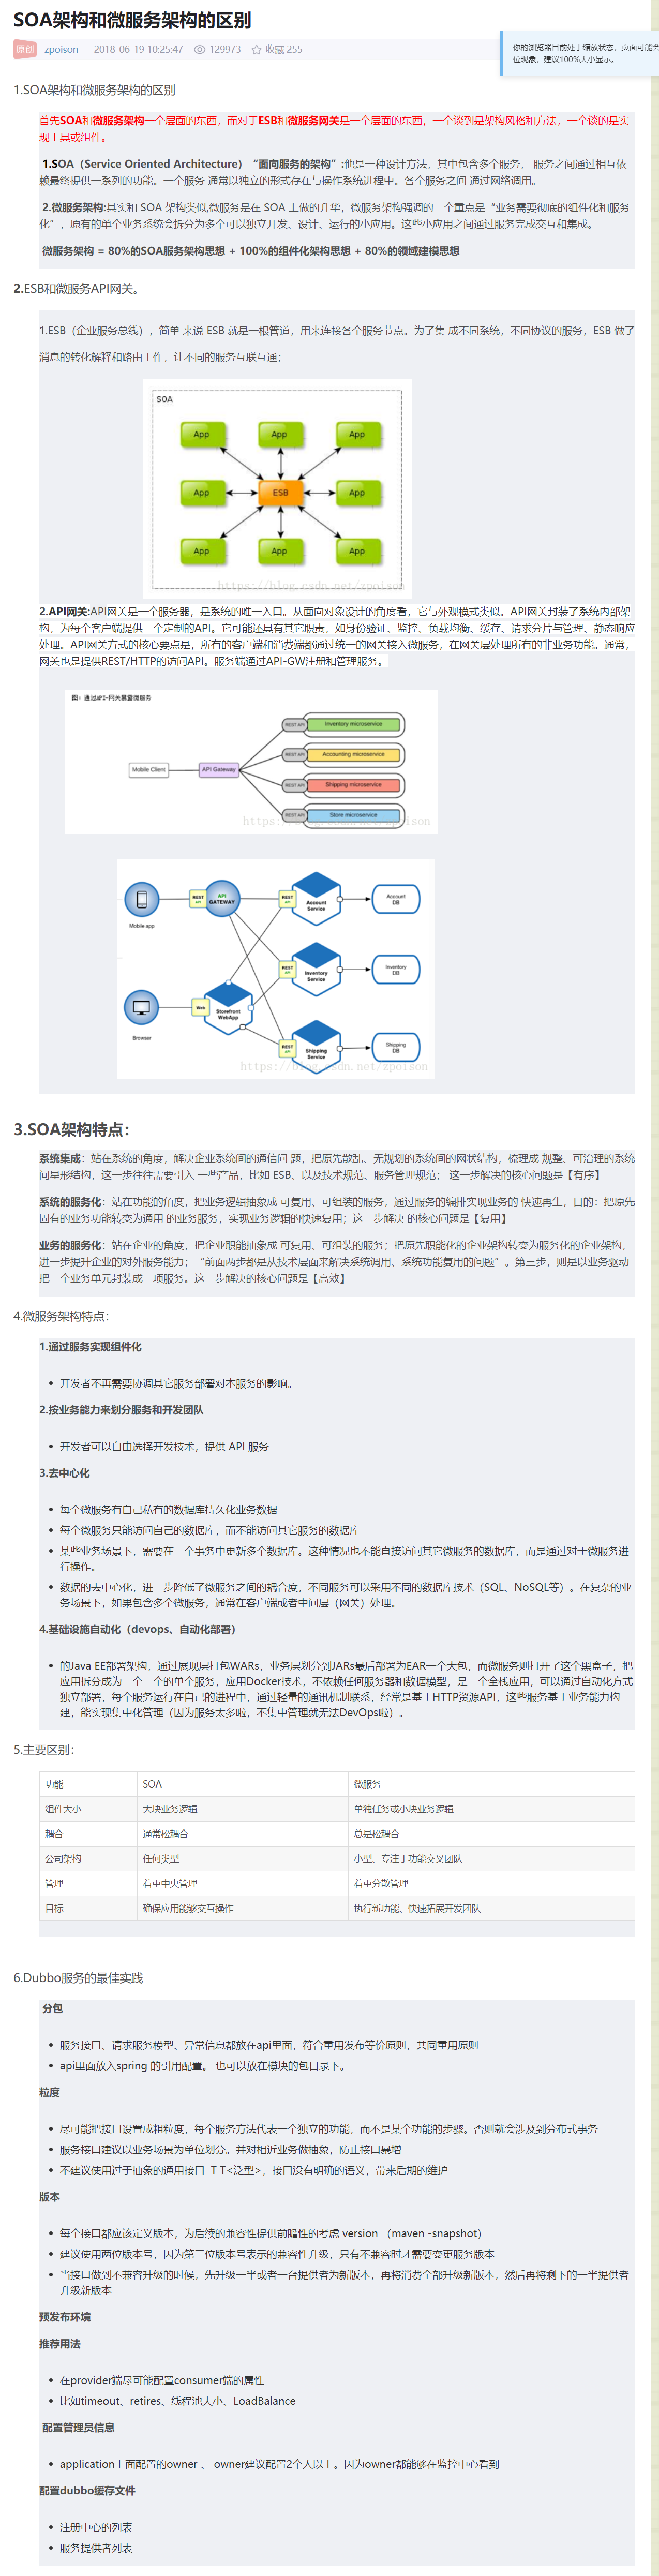 SOA架构和微服务架构的区别
原创 zpoison 2018-06-19 10:25:47 129973 收藏 255
你的浏览器目前处于缩放状态，页面可能会
位现象，建议100%大小显示。
1.SOA架构和微服务架构的区别
首先SOA和微服务架构一个层面的东西，而对于ESB和微服务网关是一个层面的东西，一个谈到是架构风格和方法，一个谈的是实
现工具或组件。
1.SOA（Service Oriented Architecture）“面向服务的架构”:他是一种设计方法，其中包含多个服务， 服务之间通过相互依
赖最终提供一系列的功能。一个服务 通常以独立的形式存在与操作系统进程中。各个服务之间 通过网络调用。
2.微服务架构:其实和 SOA 架构类似,微服务是在 SOA 上做的升华，微服务架构强调的一个重点是“业务需要彻底的组件化和服务
化”，原有的单个业务系统会拆分为多个可以独立开发、设计、运行的小应用。这些小应用之间通过服务完成交互和集成。
微服务架构 = 80%的SOA服务架构思想 + 100%的组件化架构思想 + 80%的领域建模思想
2.ESB和微服务API网关。
1.ESB（企业服务总线），简单 来说 ESB 就是一根管道，用来连接各个服务节点。为了集 成不同系统，不同协议的服务，ESB 做了
消息的转化解释和路由工作，让不同的服务互联互通；
SOA
App App App
App ESB App
App App App
https://blog.csdn.net/zpoison
2.API网关:API网关是一个服务器，是系统的唯一入口。从面向对象设计的角度看，它与外观模式类似。API网关封装了系统内部架
构，为每个客户端提供一个定制的API。它可能还具有其它职责，如身份验证、监控、负载均衡、缓存、请求分片与管理、静态响应
处理。API网关方式的核心要点是，所有的客户端和消费端都通过统一的网关接入微服务，在网关层处理所有的非业务功能。通常，
网关也是提供REST/HTTP的访问API。服务端通过API-GW注册和管理服务。
图：通过API-网关暴露微服务
REST API Inventory microservice
REST API Accounting microservice
Mobile Client API Gateway
REST API Shipping microservice
REST API Store microservice
https://blog.csdn.net/zpoison
REST API API GATEWAY REST API Account Service Account DB
Mobile app
REST API Inventory Service Inventory DB
Web Storefront WebApp
Browser
REST API Shipping Service Shipping DB
https://blog.csdn.net/zpoison
3.SOA架构特点：
系统集成：站在系统的角度，解决企业系统间的通信问 题，把原先散乱、无规划的系统间的网状结构，梳理成 规整、可治理的系统
间星形结构，这一步往往需要引入 一些产品，比如 ESB、以及技术规范、服务管理规范； 这一步解决的核心问题是【有序】
系统的服务化：站在功能的角度，把业务逻辑抽象成 可复用、可组装的服务，通过服务的编排实现业务的 快速再生，目的：把原先
固有的业务功能转变为通用 的业务服务，实现业务逻辑的快速复用；这一步解决 的核心问题是【复用】
业务的服务化：站在企业的角度，把企业职能抽象成 可复用、可组装的服务；把原先职能化的企业架构转变为服务化的企业架构，
进一步提升企业的对外服务能力；“前面两步都是从技术层面来解决系统调用、系统功能复用的问题”。第三步，则是以业务驱动
把一个业务单元封装成一项服务。这一步解决的核心问题是【高效】
4.微服务架构特点：
1.通过服务实现组件化
开发者不再需要协调其它服务部署对本服务的影响。
2.按业务能力来划分服务和开发团队
开发者可以自由选择开发技术，提供 API 服务
3.去中心化
每个微服务有自己私有的数据库持久化业务数据
每个微服务只能访问自己的数据库，而不能访问其它服务的数据库
某些业务场景下，需要在一个事务中更新多个数据库。这种情况也不能直接访问其它微服务的数据库，而是通过对于微服务进
行操作。
数据的去中心化，进一步降低了微服务之间的耦合度，不同服务可以采用不同的数据库技术（SQL、NoSQL等）。在复杂的业
务场景下，如果包含多个微服务，通常在客户端或者中间层（网关）处理。
4.基础设施自动化（devops、自动化部署）
的Java EE部署架构，通过展现层打包WARs，业务层划分到JARs最后部署为EAR一个大包，而微服务则打开了这个黑盒子，把
应用拆分成为一个一个的单个服务，应用Docker技术，不依赖任何服务器和数据模型，是一个全栈应用，可以通过自动化方式
独立部署，每个服务运行在自己的进程中，通过轻量的通讯机制联系，经常是基于HTTP资源API，这些服务基于业务能力构
建，能实现集中化管理（因为服务太多啦，不集中管理就无法DevOps啦）。
5.主要区别：
功能 SOA 微服务
组件大小 大块业务逻辑 单独任务或小块业务逻辑
耦合 通常松耦合 总是松耦合
公司架构 任何类型 小型、专注于功能交叉团队
管理 着重中央管理 着重分散管理
目标 确保应用能够交互操作 执行新功能、快速拓展开发团队
6.Dubbo服务的最佳实践
分包
服务接口、请求服务模型、异常信息都放在api里面，符合重用发布等价原则，共同重用原则
api里面放入spring 的引用配置。 也可以放在模块的包目录下。
粒度
尽可能把接口设置成粗粒度，每个服务方法代表一个独立的功能，而不是某个功能的步骤。否则就会涉及到分布式事务
服务接口建议以业务场景为单位划分。并对相近业务做抽象，防止接口暴增
不建议使用过于抽象的通用接口 T T<泛型>，接口没有明确的语义，带来后期的维护
版本
每个接口都应该定义版本，为后续的兼容性提供前瞻性的考虑 version （maven -snapshot）
建议使用两位版本号，因为第三位版本号表示的兼容性升级，只有不兼容时才需要变更服务版本
当接口做到不兼容升级的时候，先升级一半或者一台提供者为新版本，再将消费全部升级新版本，然后再将剩下的一半提供者
升级新版本
预发布环境
推荐用法
在provider端尽可能配置consumer端的属性
比如timeout、retires、线程池大小、LoadBalance
配置管理员信息
application上面配置的owner 、 owner建议配置2个人以上。因为owner都能够在监控中心看到
配置dubbo缓存文件
注册中心的列表
服务提供者列表